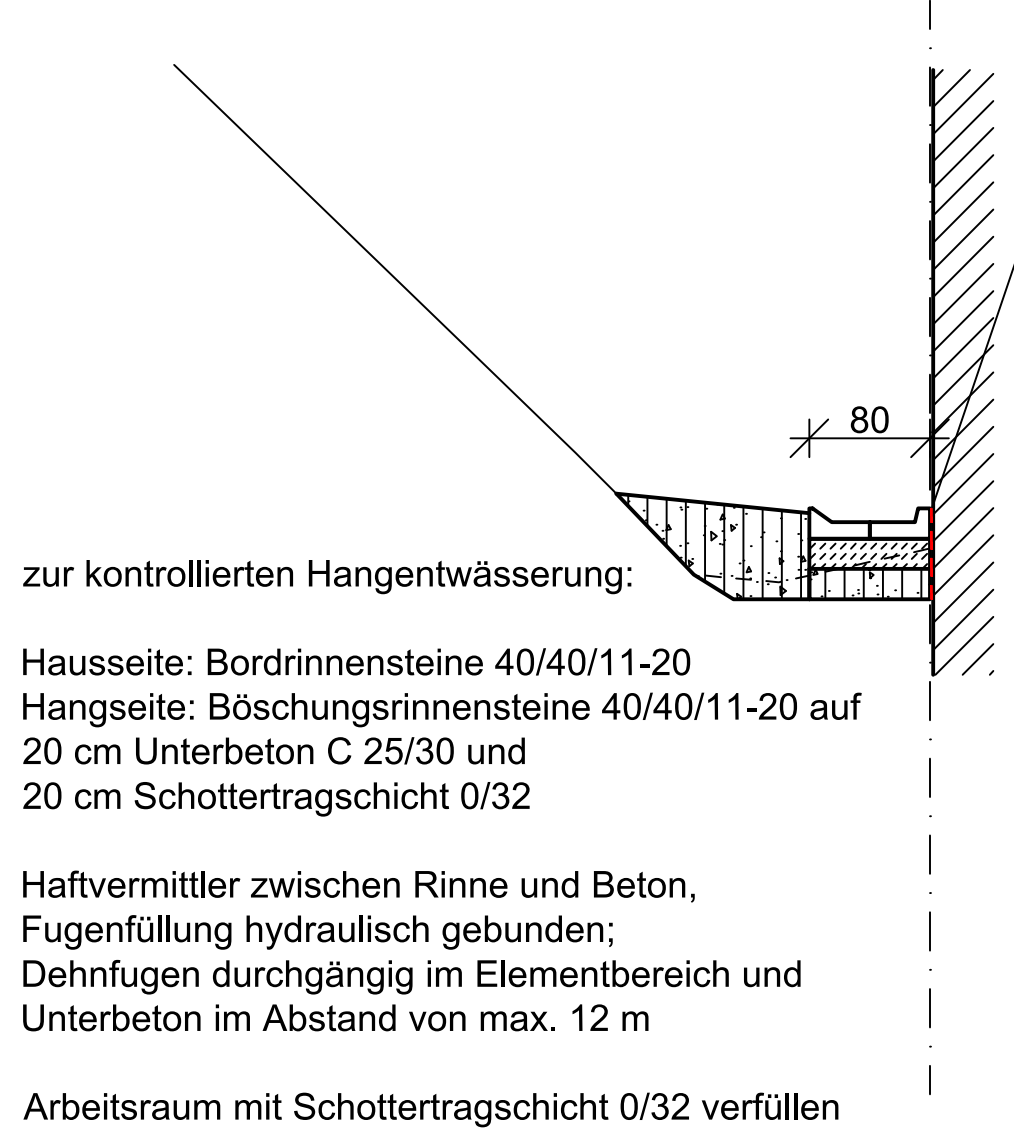 80
zur kontrollierten Hangentwässerung:
Hausseite: Bordrinnensteine 40/40/11-20
Hangseite: Böschungsrinnensteine 40/40/11-20 auf
20 cm Unterbeton C 25/30 und
20 cm Schottertragschicht 0/32
Haftvermittler zwischen Rinne und Beton,
Fugenfüllung hydraulisch gebunden;
Dehnfugen durchgängig im Elementbereich und
Unterbeton im Abstand von max. 12 m
Arbeitsraum mit Schottertragschicht 0/32 verfüllen